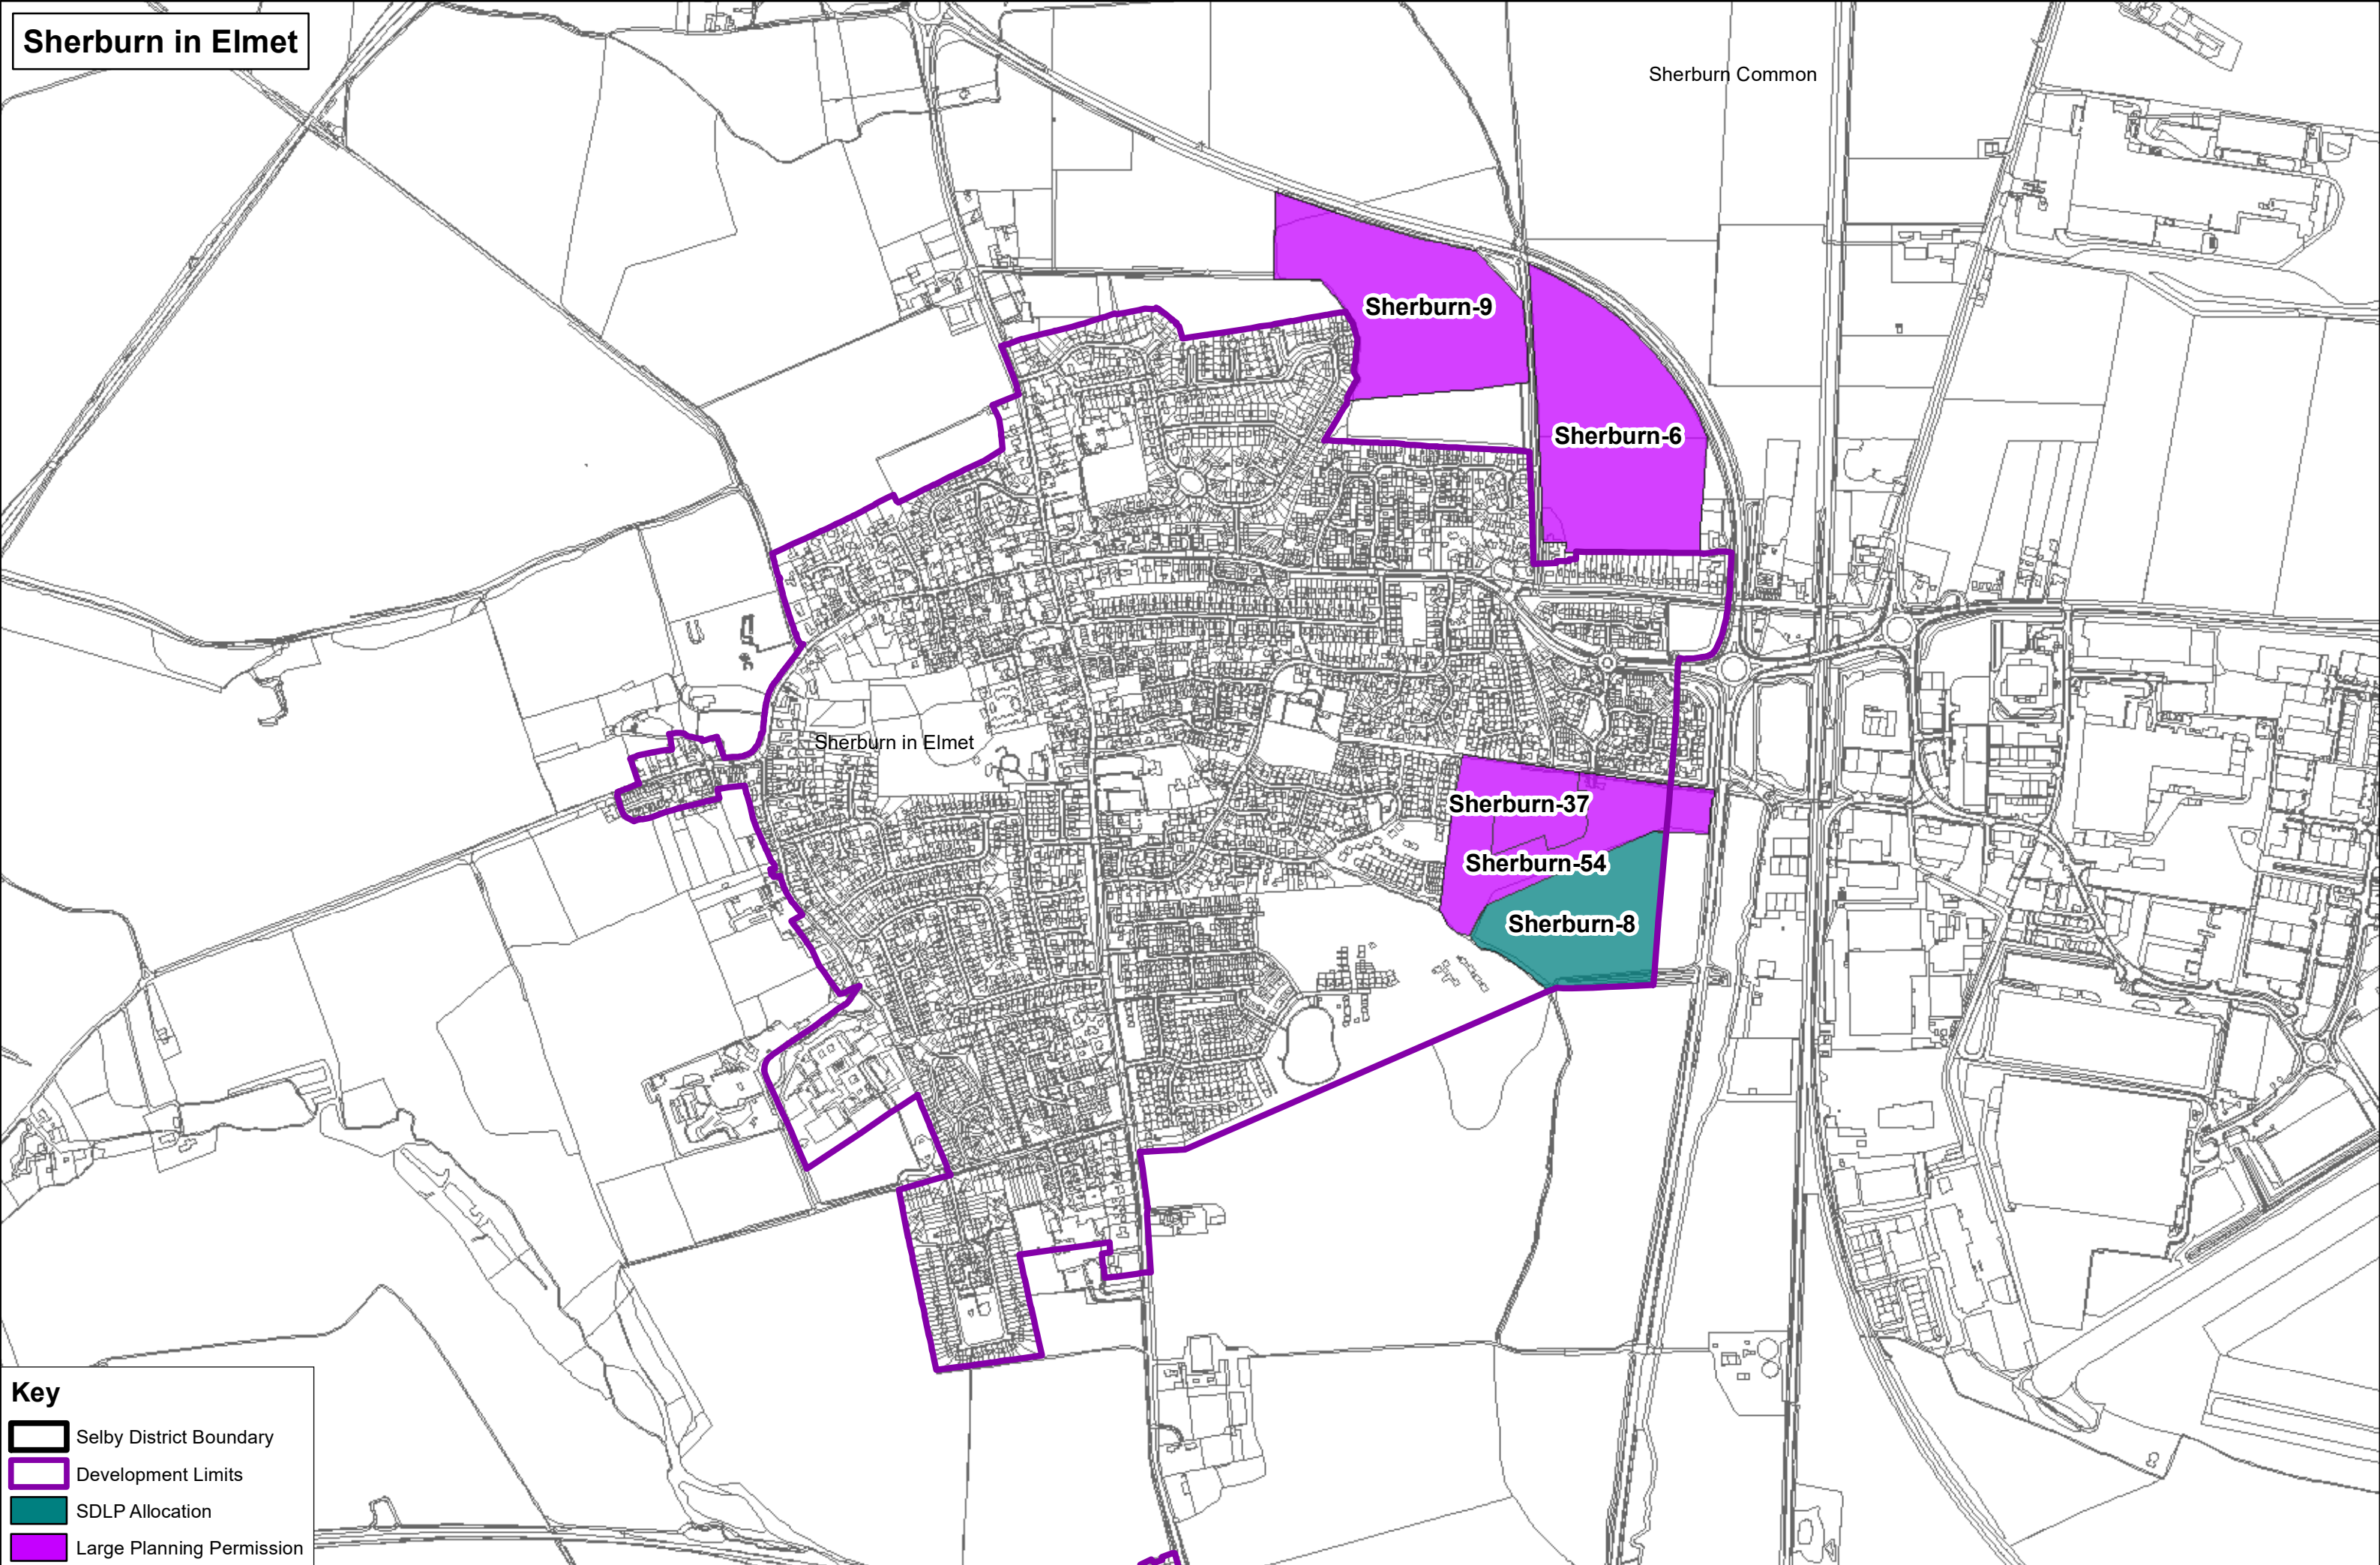 Sherburn in Elmet
Sherburn Common
Sherburn-9
Sherburn-6
Sherburn in Elmet
Sherburn-37
Sherburn-54
Sherburn-8
Key
Selby District Boundary
Development Limits
SDLP Allocation
Large Planning Permission